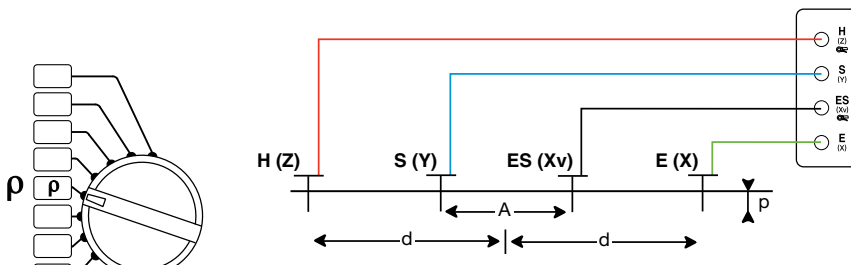 ρ
ρ
H (Z)
S (Y)
ES (Xv)
E (X)
A
d
d
p
H
(Z)
S
(Y)
ES
(Xv)
E
(X)